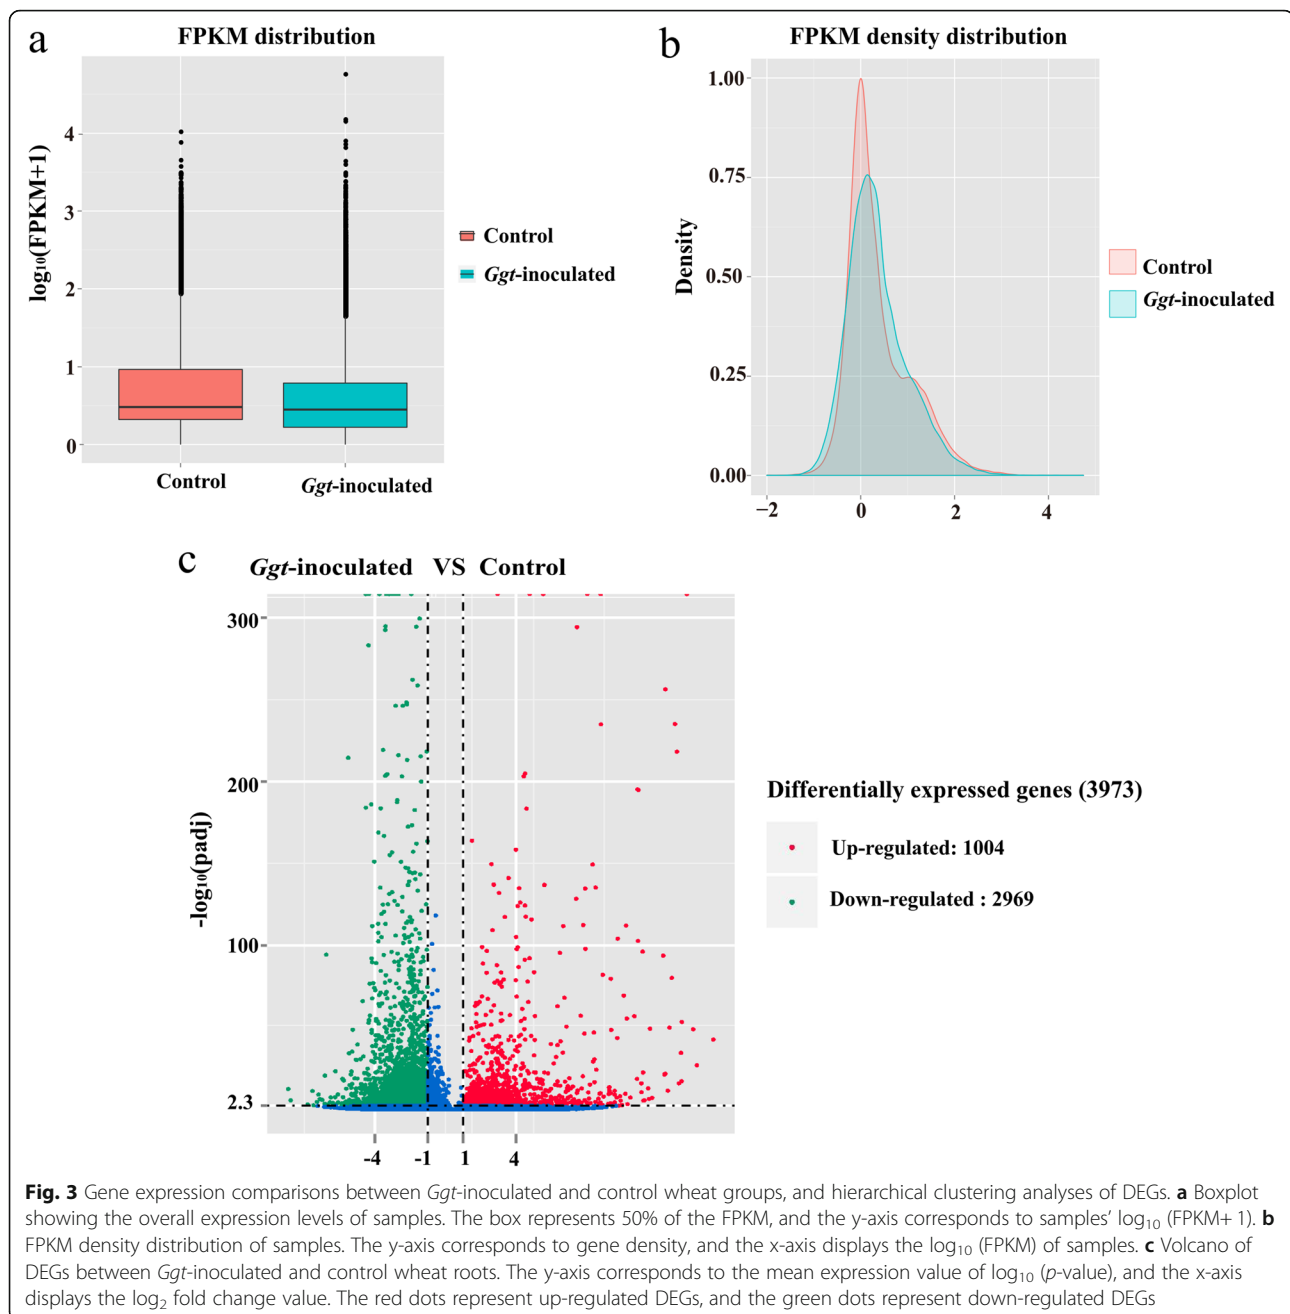 a
FPKM distribution
log10(FPKM+1)
4
3
2
1
0
Control
Ggt-inoculated
Control
Ggt-inoculated
b
FPKM density distribution
Density
1.00
0.75
0.50
0.25
0.00
−2
0
2
4
Control
Ggt-inoculated
c
Ggt-inoculated VS Control
-log10(padj)
300
200
100
2.3
-4
-1
1
4
Differentially expressed genes (3973)
Up-regulated: 1004
Down-regulated : 2969
Fig. 3 Gene expression comparisons between Ggt-inoculated and control wheat groups, and hierarchical clustering analyses of DEGs. a Boxplot
showing the overall expression levels of samples. The box represents 50% of the FPKM, and the y-axis corresponds to samples’ log10 (FPKM+ 1). b
FPKM density distribution of samples. The y-axis corresponds to gene density, and the x-axis displays the log10 (FPKM) of samples. c Volcano of
DEGs between Ggt-inoculated and control wheat roots. The y-axis corresponds to the mean expression value of log10 (p-value), and the x-axis
displays the log2 fold change value. The red dots represent up-regulated DEGs, and the green dots represent down-regulated DEGs